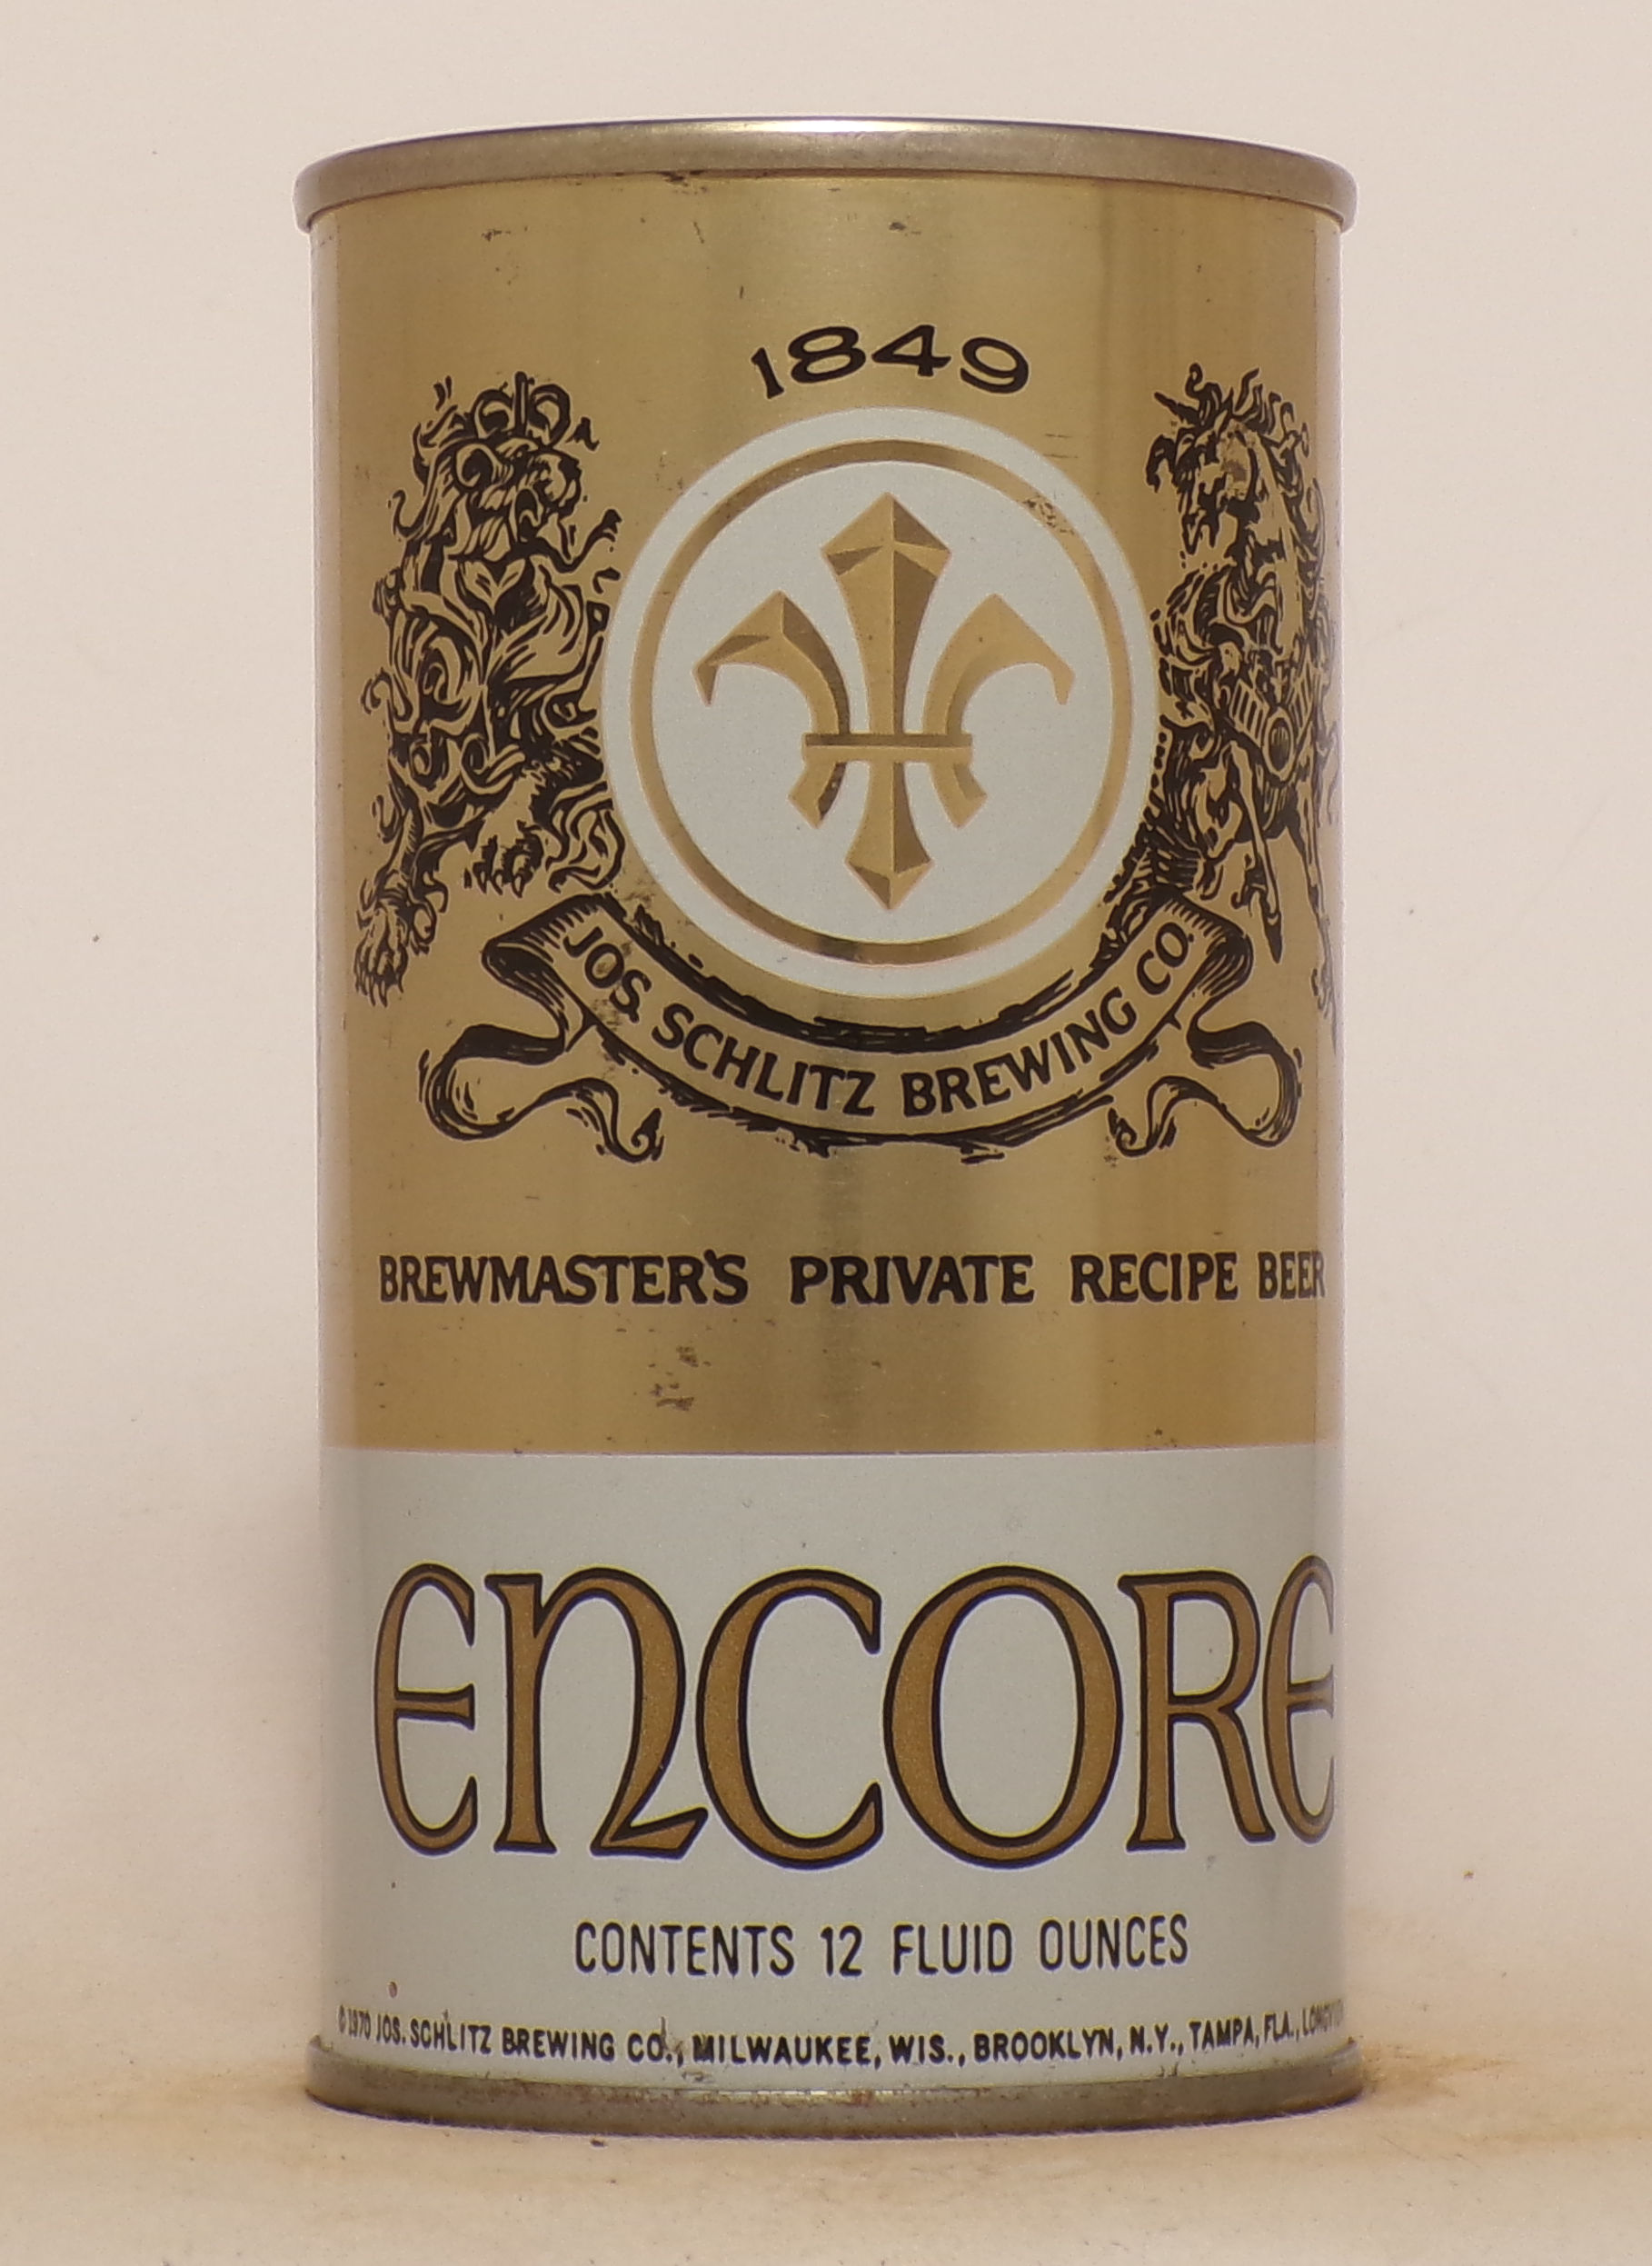 1849
JOS. SCHLITZ BREWING CO.
BREWMASTER'S PRIVATE RECIPE BEER
ENCORE
CONTENTS 12 FLUID OUNCES
© 1970 JOS. SCHLITZ BREWING CO., MILWAUKEE, WIS., BROOKLYN, N.Y., TAMPA, FLA.,